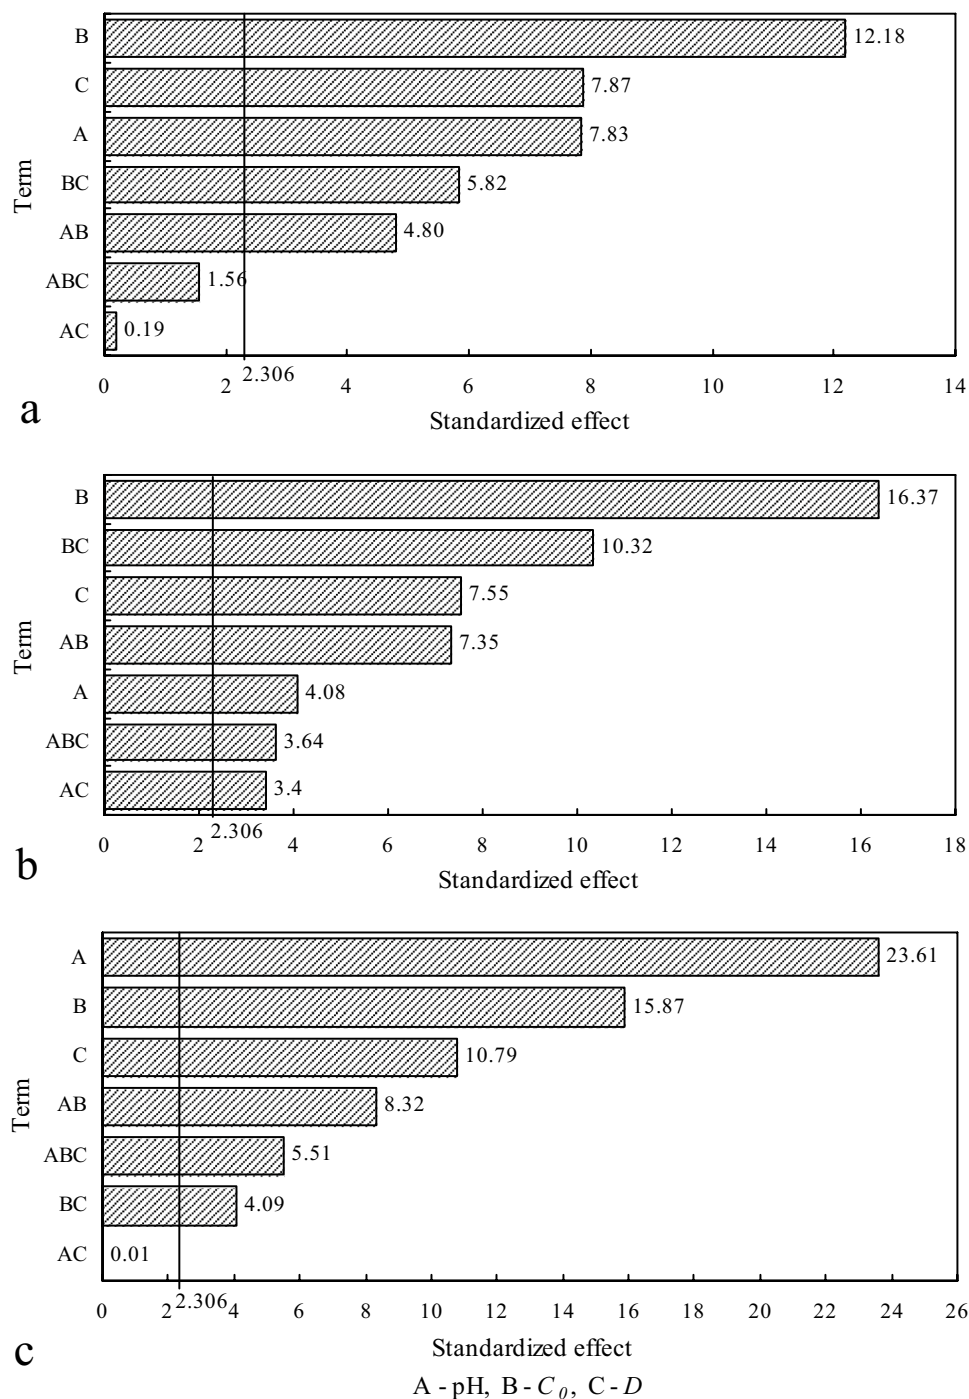 B
12.18
C
7.87
A
7.83
BC
5.82
AB
4.80
ABC
1.56
AC
0.19
Term
0 2 2.306 4 6 8 10 12 14
Standardized effect
a
B
16.37
BC
10.32
C
7.55
AB
7.35
A
4.08
ABC
3.64
AC
3.4
Term
0 2 2.306 4 6 8 10 12 14 16 18
Standardized effect
b
A
23.61
B
15.87
C
10.79
AB
8.32
ABC
5.51
BC
4.09
AC
0.01
Term
0 2 2.306 4 6 8 10 12 14 16 18 20 22 24 26
Standardized effect
c
A - pH, B - C₀, C - D